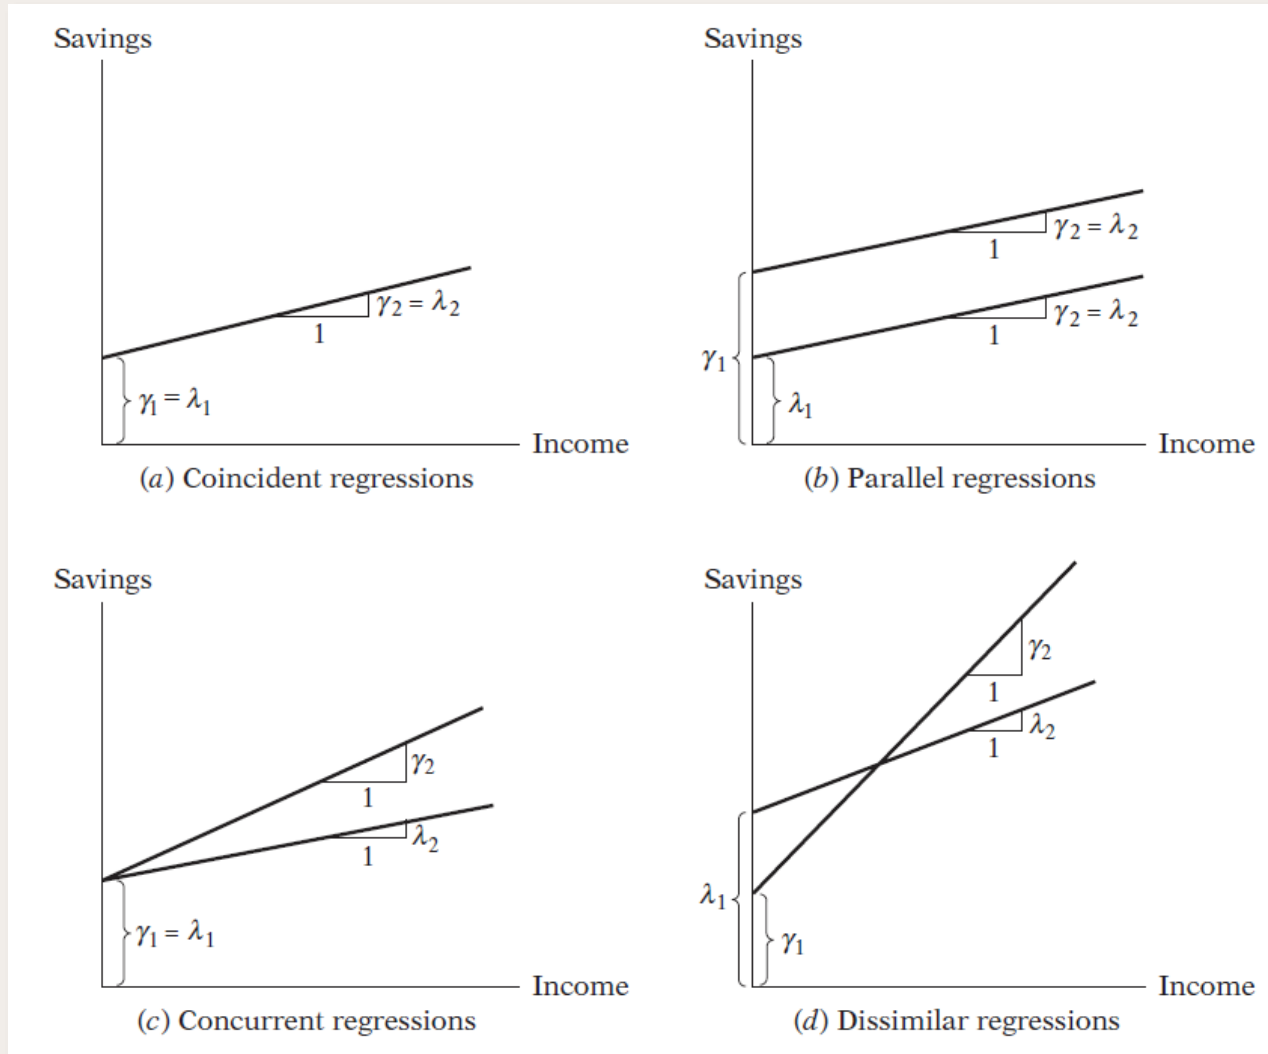 Savings
γ2 = λ2
1
γ1 = λ1
Income
(a) Coincident regressions
Savings
γ2 = λ2
1
γ2 = λ2
1
γ1
λ1
Income
(b) Parallel regressions
Savings
γ2
1
λ2
1
γ1 = λ1
Income
(c) Concurrent regressions
Savings
γ2
1
λ2
1
λ1
γ1
Income
(d) Dissimilar regressions